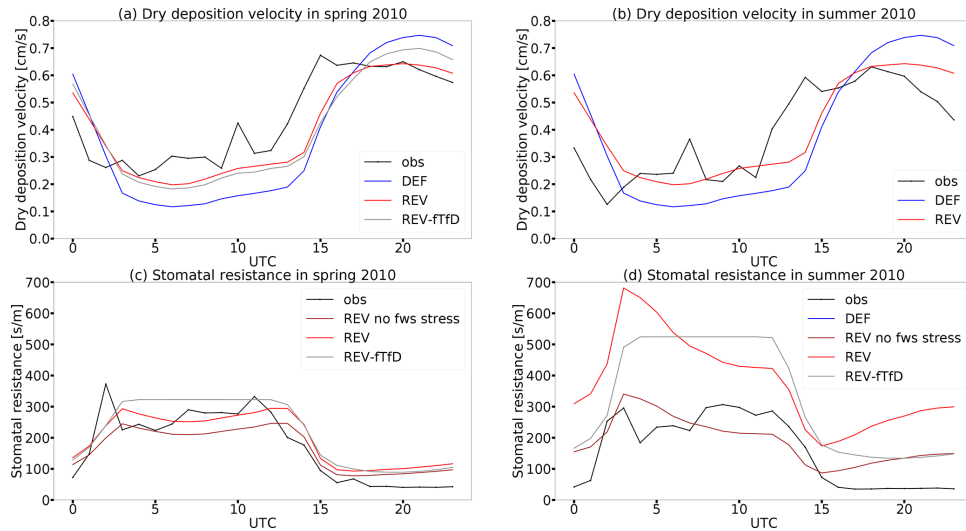 (a) Dry deposition velocity in spring 2010
Dry deposition velocity [cm/s]
0.8
0.7
0.6
0.5
0.4
0.3
0.2
0.1
0.0
obs
DEF
REV
REV-fTfD
0 5 10 15 20
UTC
(b) Dry deposition velocity in summer 2010
Dry deposition velocity [cm/s]
0.8
0.7
0.6
0.5
0.4
0.3
0.2
0.1
0.0
obs
DEF
REV
0 5 10 15 20
UTC
(c) Stomatal resistance in spring 2010
Stomatal resistance [s/m]
700
600
500
400
300
200
100
0
obs
REV no fws stress
REV
REV-fTfD
0 5 10 15 20
UTC
(d) Stomatal resistance in summer 2010
Stomatal resistance [s/m]
700
600
500
400
300
200
100
0
obs
DEF
REV no fws stress
REV
REV-fTfD
0 5 10 15 20
UTC